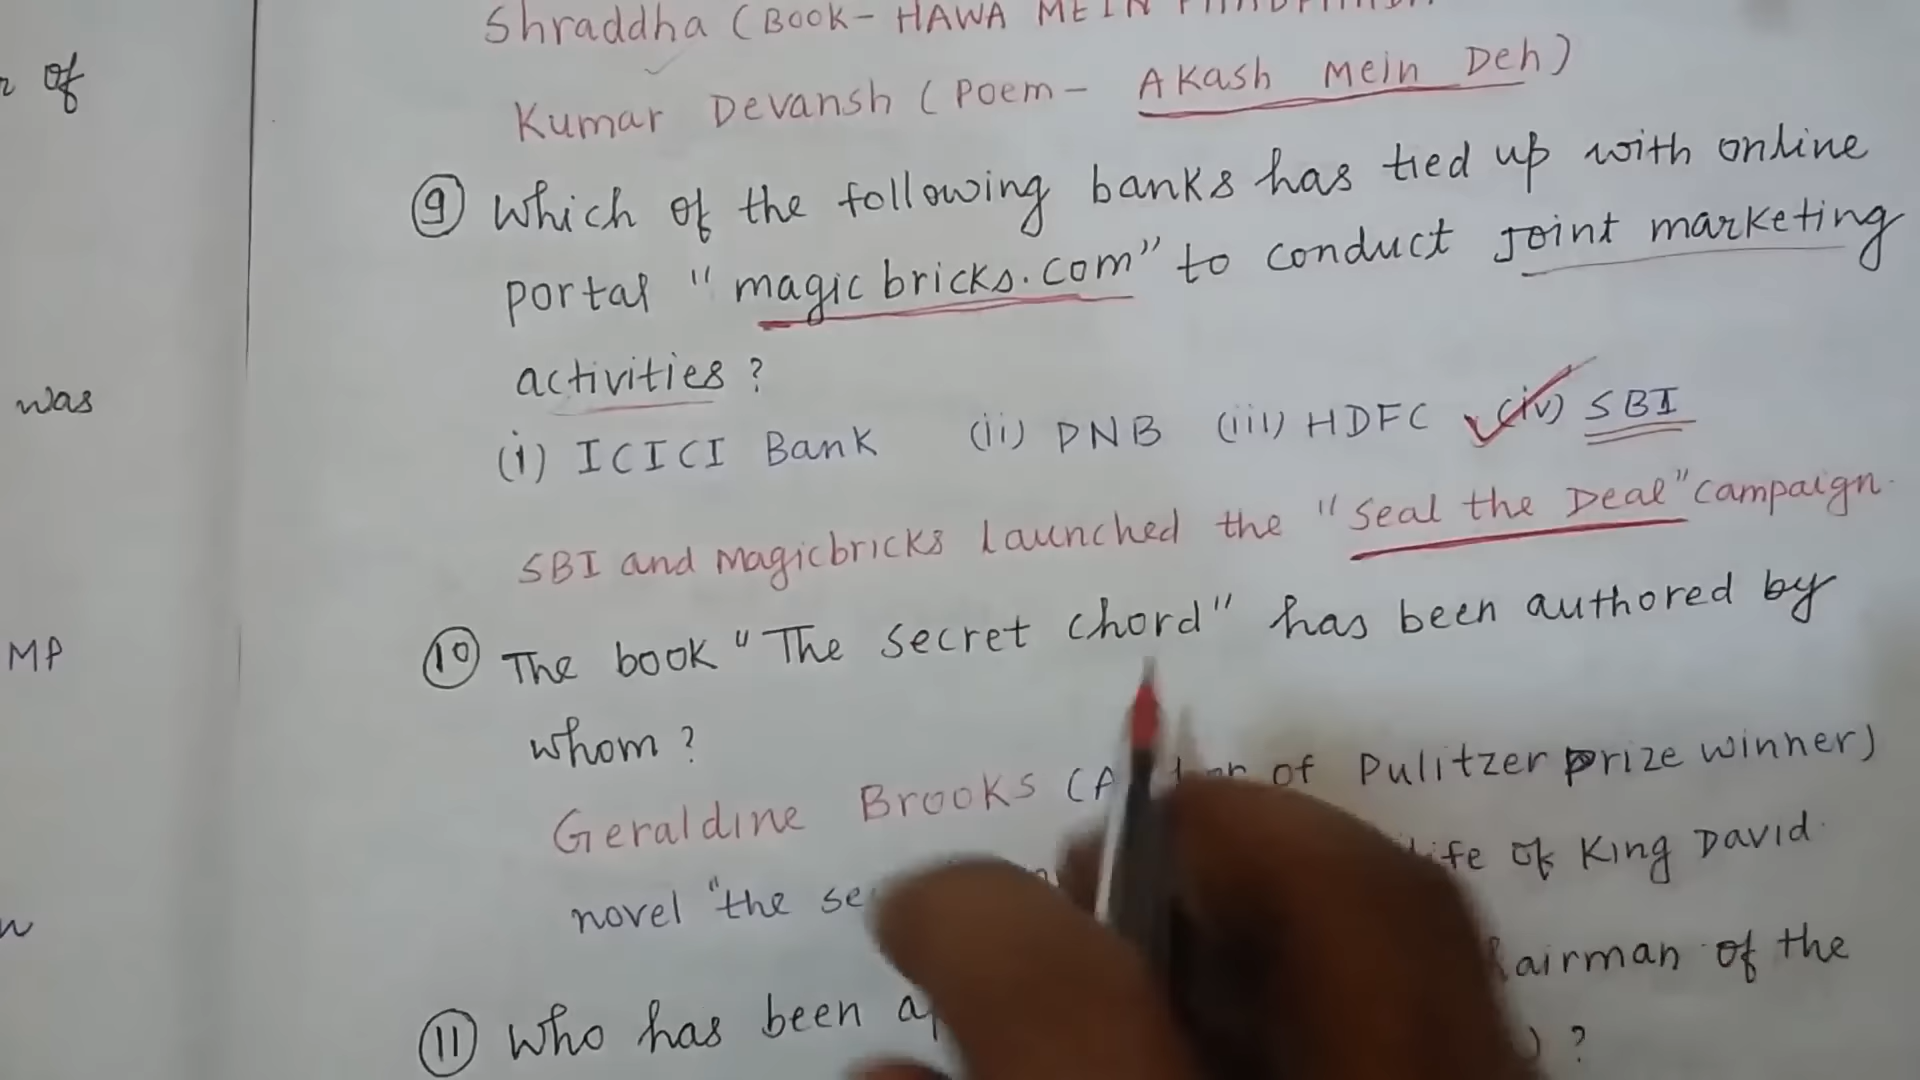 Shraddha (BOOK- HAWA MEIN
r of
Kumar Devansh (Poem- Akash Mein Deh)
9 Which of the following banks has tied up with online
portal "magic bricks.com" to conduct Joint marketing
activities?
was
(i) ICICI Bank (ii) PNB (iii) HDFC (iv) SBI
SBI and Magicbricks Launched the "Seal the Deal" campaign.
10 The book "The secret chord" has been authored by
MP
whom?
Geraldine Brooks ( of Pulitzer prize winner)
novel "the life of King David
11 Who has been airman of the
) ?